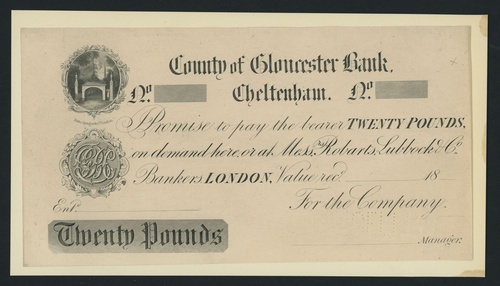 County of Gloucester Bank,
No. Cheltenham. No.
I Promise to pay the bearer TWENTY POUNDS,
on demand here, or at Messrs. Robarts, Lubbock & Co.
Bankers LONDON, Value recd. 18
Entd. For the Company.
Twenty Pounds
Manager.